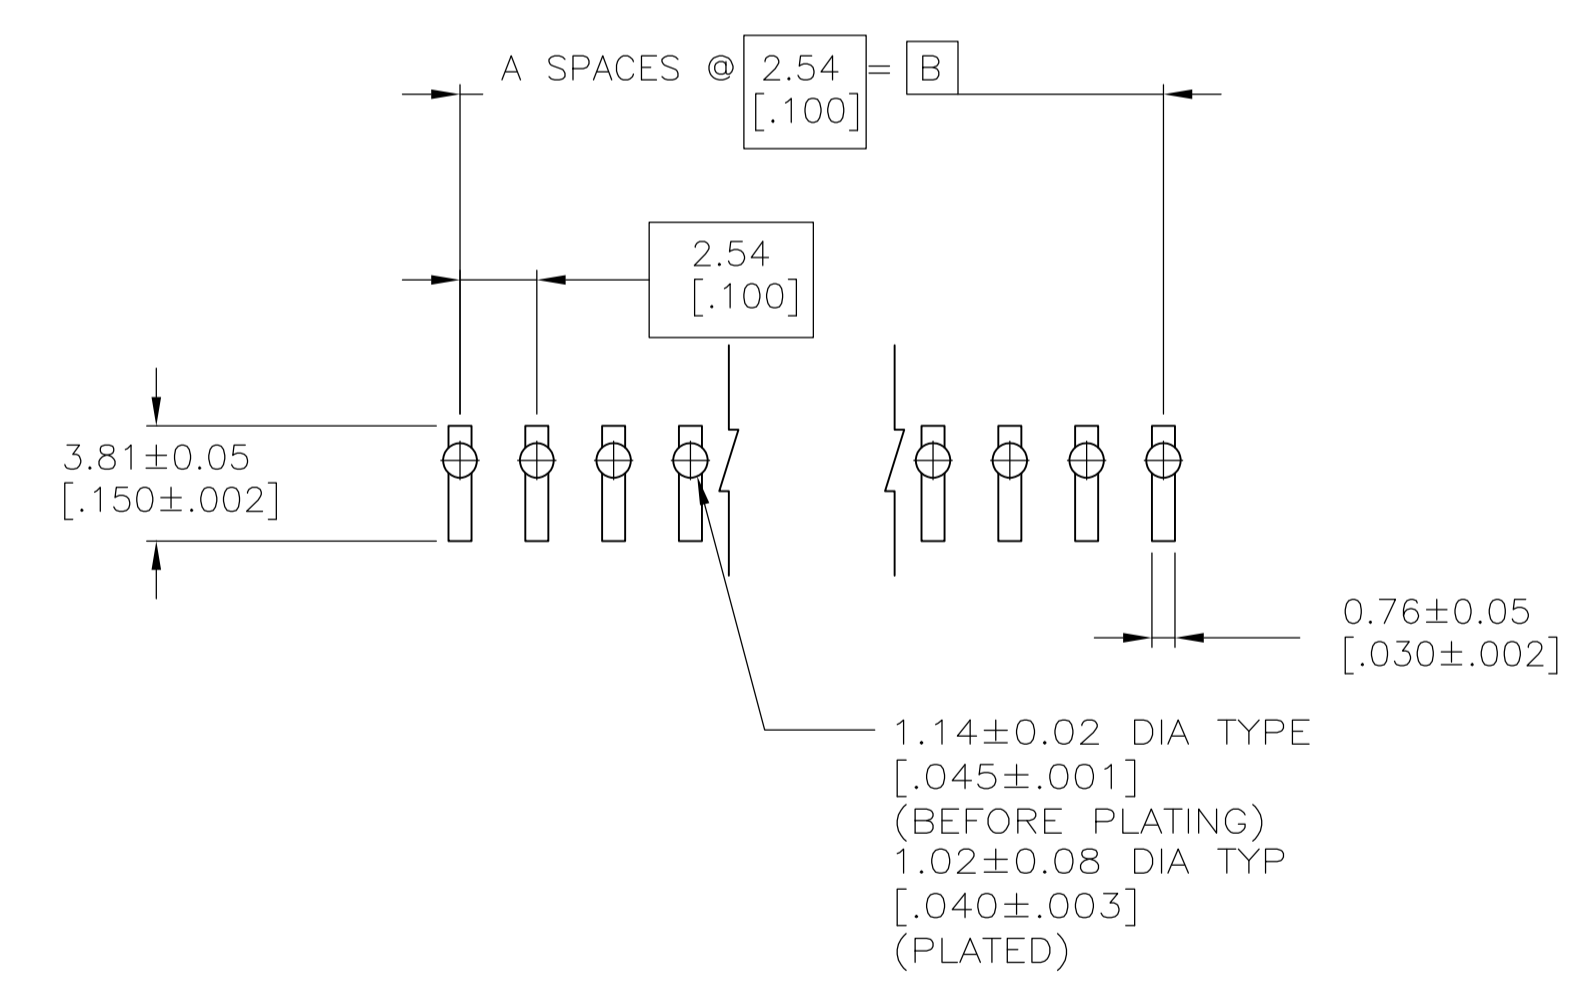 A SPACES @ 2.54 = B
[.100]
2.54
[.100]
3.81±0.05
[.150±.002]
0.76±0.05
[.030±.002]
1.14±0.02 DIA TYPE
[.045±.001]
(BEFORE PLATING)
1.02±0.08 DIA TYP
[.040±.003]
(PLATED)